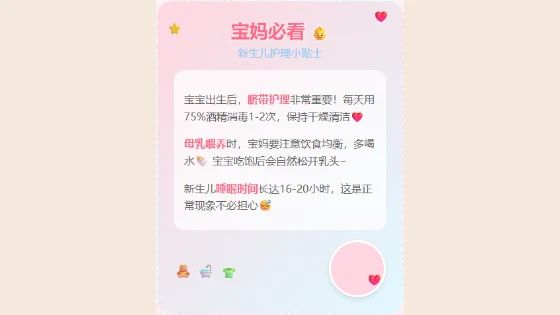 宝妈必看 👶
新生儿护理小贴士
宝宝出生后，脐带护理非常重要！每天用
75%酒精消毒1-2次，保持干燥清洁💖
母乳喂养时，宝妈要注意饮食均衡，多喝
水🍼 宝宝吃饱后会自然松开乳头~
新生儿睡眠时间长达16-20小时，这是正
常现象不必担心😴